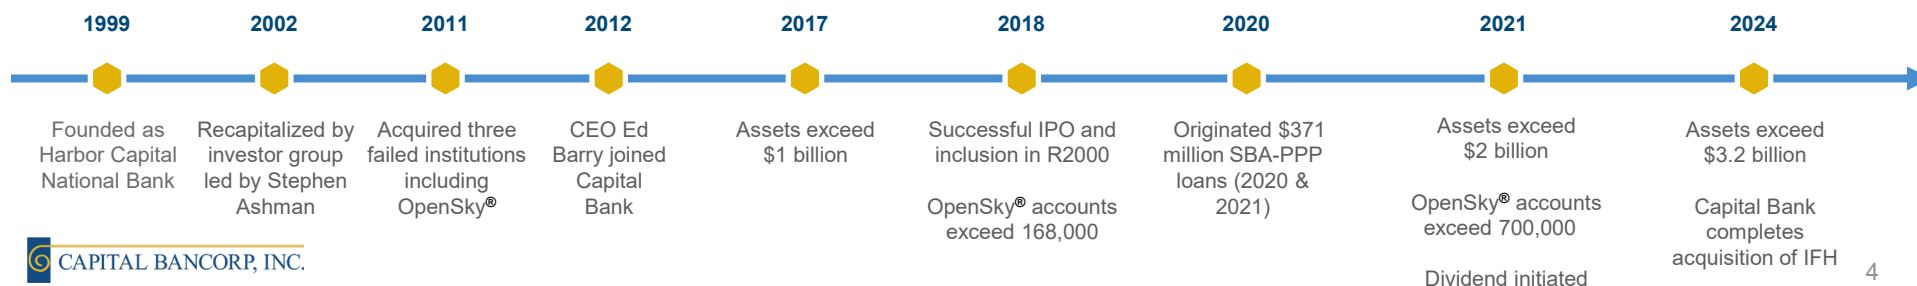 1999
Founded as
Harbor Capital
National Bank
2002
Recapitalized by
investor group
led by Stephen
Ashman
2011
Acquired three
failed institutions
including
OpenSky®
2012
CEO Ed
Barry joined
Capital
Bank
2017
Assets exceed
$1 billion
2018
Successful IPO and
inclusion in R2000
OpenSky® accounts
exceed 168,000
2020
Originated $371
million SBA-PPP
loans (2020 &
2021)
2021
Assets exceed
$2 billion
OpenSky® accounts
exceed 700,000
Dividend initiated
2024
Assets exceed
$3.2 billion
Capital Bank
completes
acquisition of IFH
CAPITAL BANCORP, INC.
4